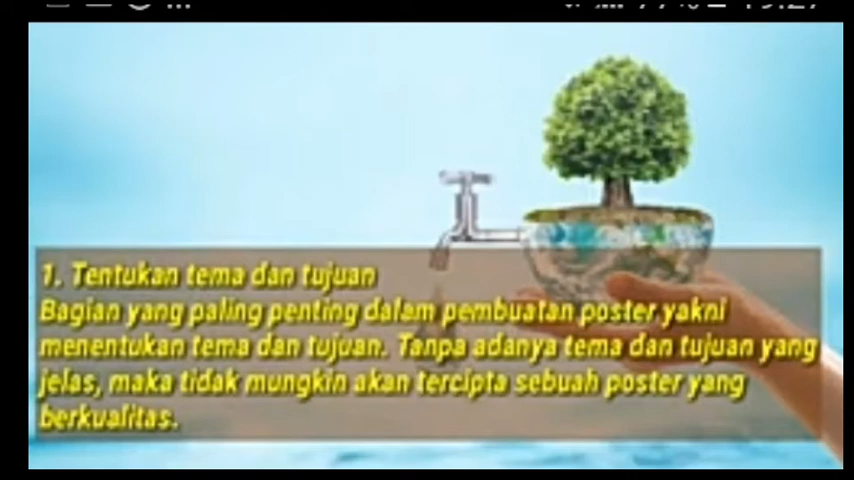 1. Tentukan tema dan tujuan
Bagian yang paling penting dalam pembuatan poster yakni
menentukan tema dan tujuan. Tanpa adanya tema dan tujuan yang
jelas, maka tidak mungkin akan tercipta sebuah poster yang
berkualitas.